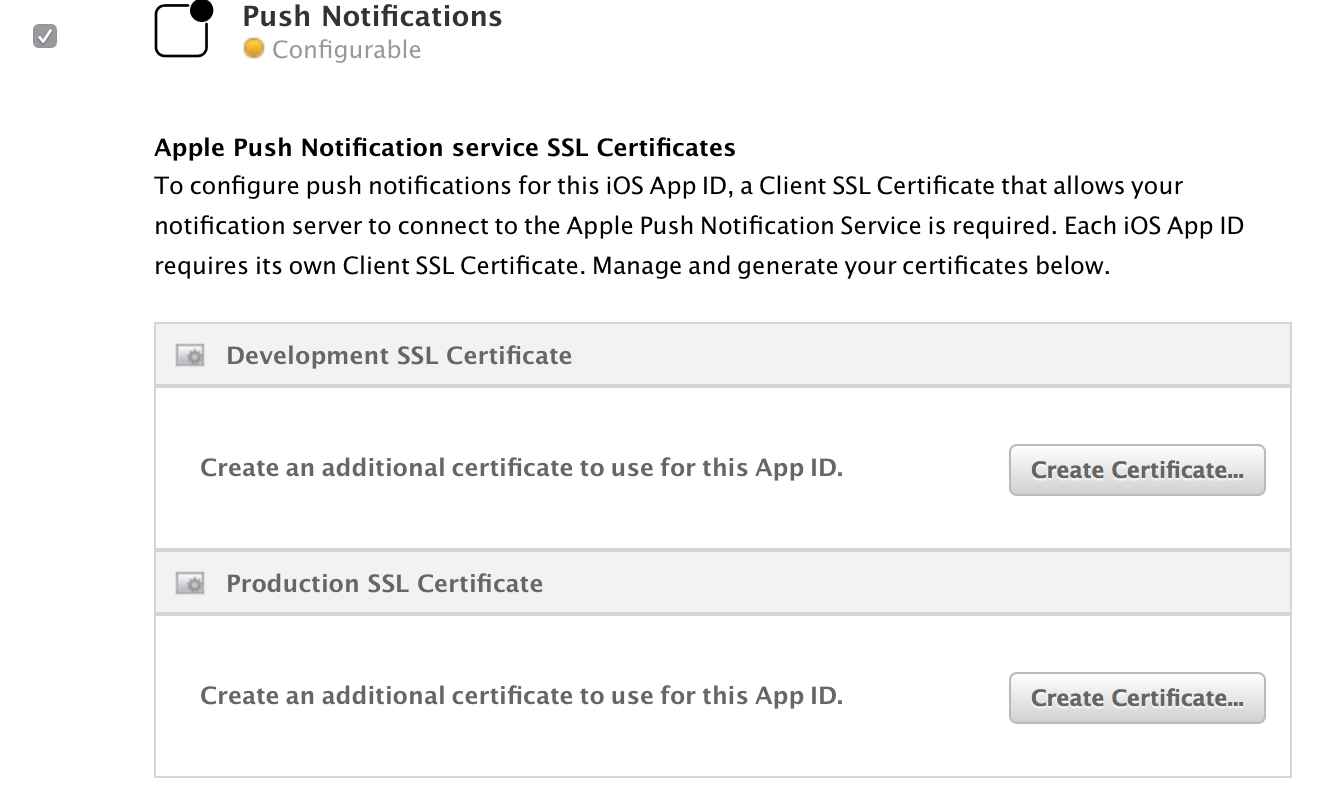 Push Notifications
Configurable
Apple Push Notification service SSL Certificates
To configure push notifications for this iOS App ID, a Client SSL Certificate that allows your
notification server to connect to the Apple Push Notification Service is required. Each iOS App ID
requires its own Client SSL Certificate. Manage and generate your certificates below.
Development SSL Certificate
Create an additional certificate to use for this App ID.
Create Certificate...
Production SSL Certificate
Create an additional certificate to use for this App ID.
Create Certificate...